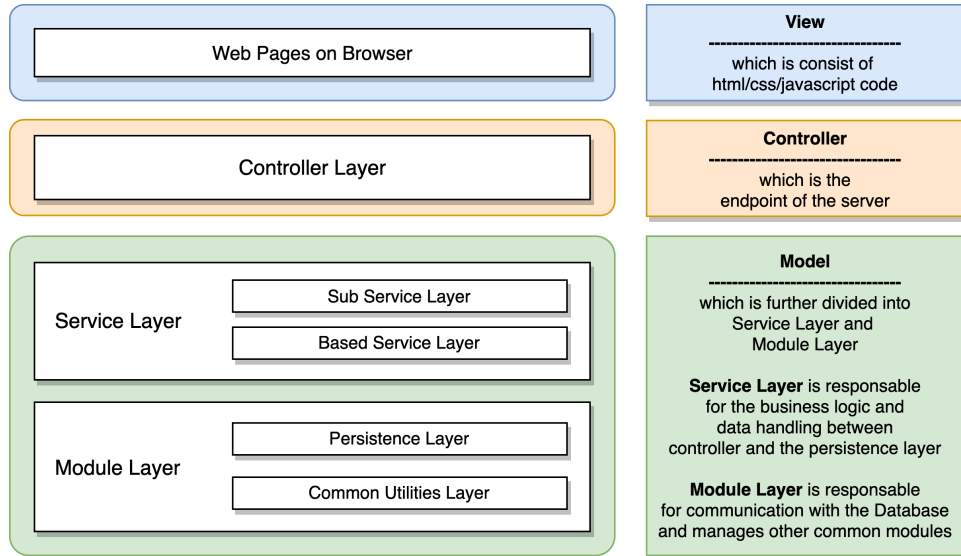 Web Pages on Browser
View
---------------------------------
which is consist of
html/css/javascript code
Controller Layer
Controller
---------------------------------
which is the
endpoint of the server
Service Layer
Sub Service Layer
Based Service Layer
Module Layer
Persistence Layer
Common Utilities Layer
Model
---------------------------------
which is further divided into
Service Layer and
Module Layer
Service Layer is responsable
for the business logic and
data handling between
controller and the persistence layer
Module Layer is responsable
for communication with the Database
and manages other common modules